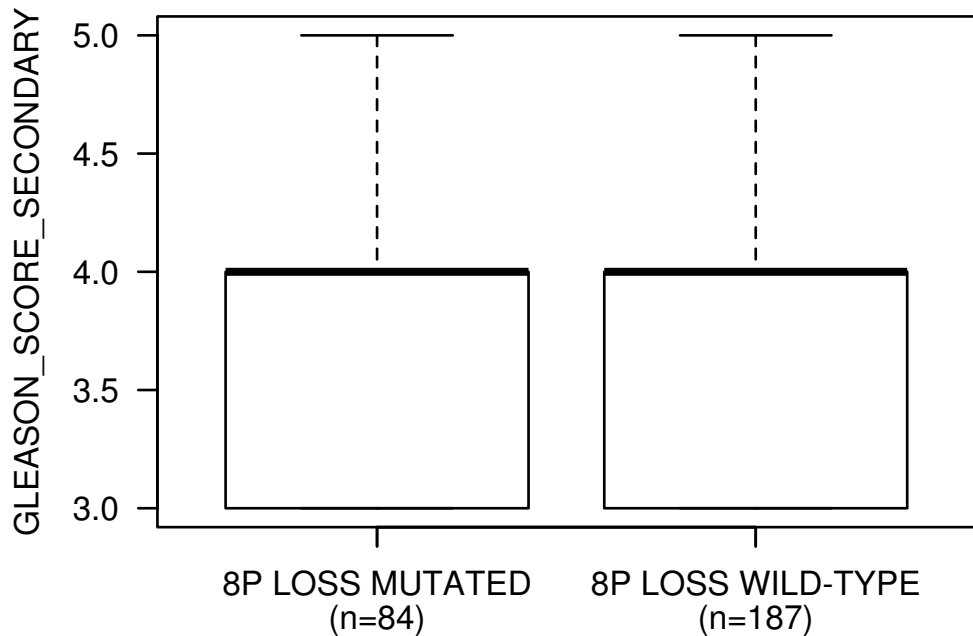 GLEASON_SCORE_SECONDARY
5.0
4.5
4.0
3.5
3.0
8P LOSS MUTATED
(n=84)
8P LOSS WILD-TYPE
(n=187)